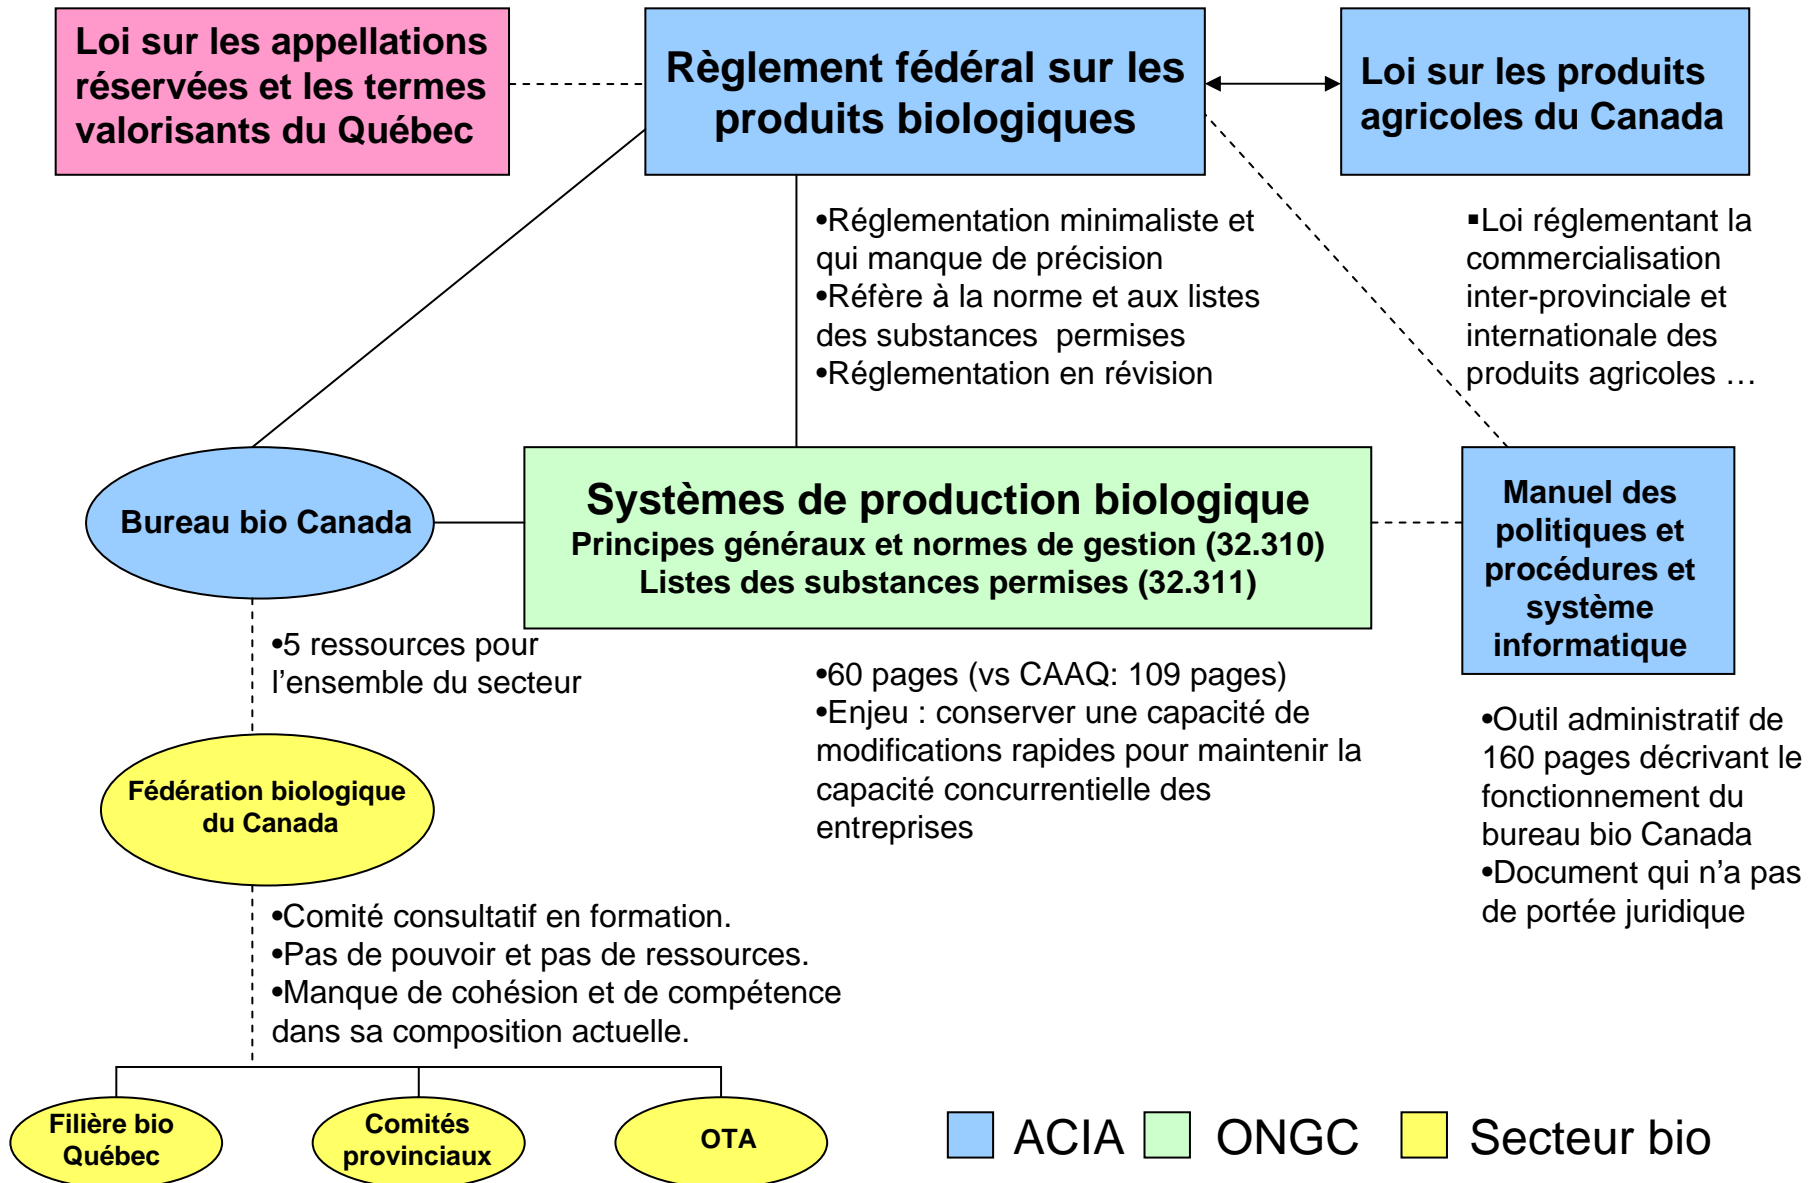 Loi sur les appellations
réservées et les termes
valorisants du Québec
Règlement fédéral sur les
produits biologiques
Loi sur les produits
agricoles du Canada
•Réglementation minimaliste et
qui manque de précision
•Réfère à la norme et aux listes
des substances  permises
•Réglementation en révision
▪Loi réglementant la
commercialisation
inter-provinciale et
internationale des
produits agricoles …
Bureau bio Canada
Systèmes de production biologique
Principes généraux et normes de gestion (32.310)
Listes des substances permises (32.311)
Manuel des
politiques et
procédures et
système
informatique
•5 ressources pour
l’ensemble du secteur
•60 pages (vs CAAQ: 109 pages)
•Enjeu : conserver une capacité de
modifications rapides pour maintenir la
capacité concurrentielle des
entreprises
•Outil administratif de
160 pages décrivant le
fonctionnement du
bureau bio Canada
•Document qui n’a pas
de portée juridique
Fédération biologique
du Canada
•Comité consultatif en formation.
•Pas de pouvoir et pas de ressources.
•Manque de cohésion et de compétence
dans sa composition actuelle.
Filière bio
Québec
Comités
provinciaux
OTA
ACIA
ONGC
Secteur bio